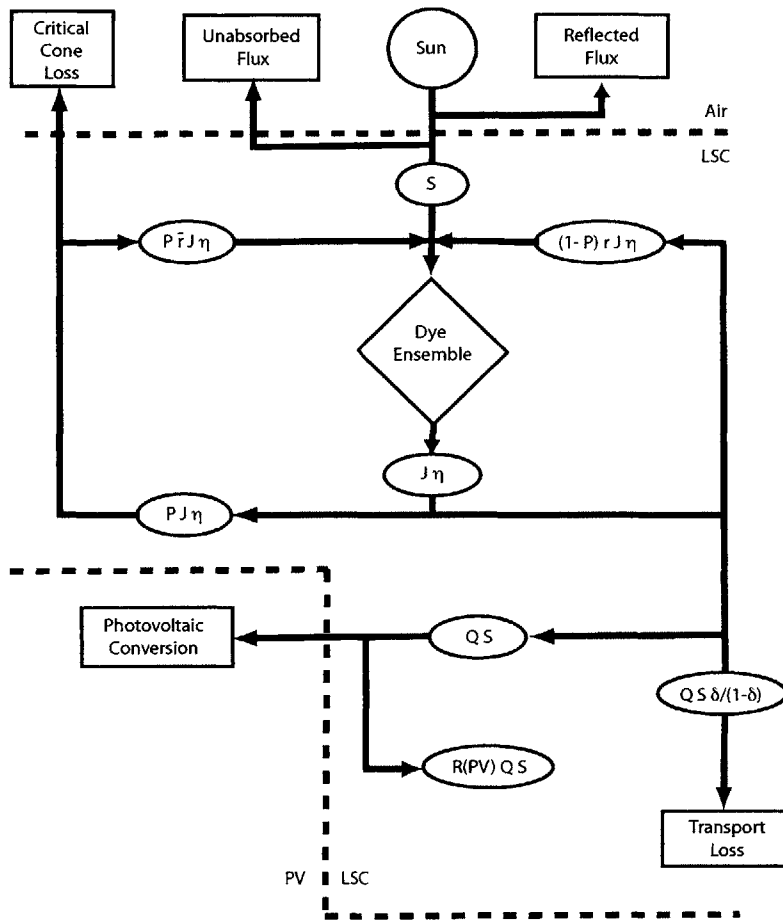 Critical
Cone
Loss
Unabsorbed
Flux
Sun
Reflected
Flux
Air
LSC
S
P r̄ J η
(1- P) r J η
Dye
Ensemble
J η
P J η
Photovoltaic
Conversion
Q S
Q S δ/(1-δ)
R(PV) Q S
Transport
Loss
PV
LSC